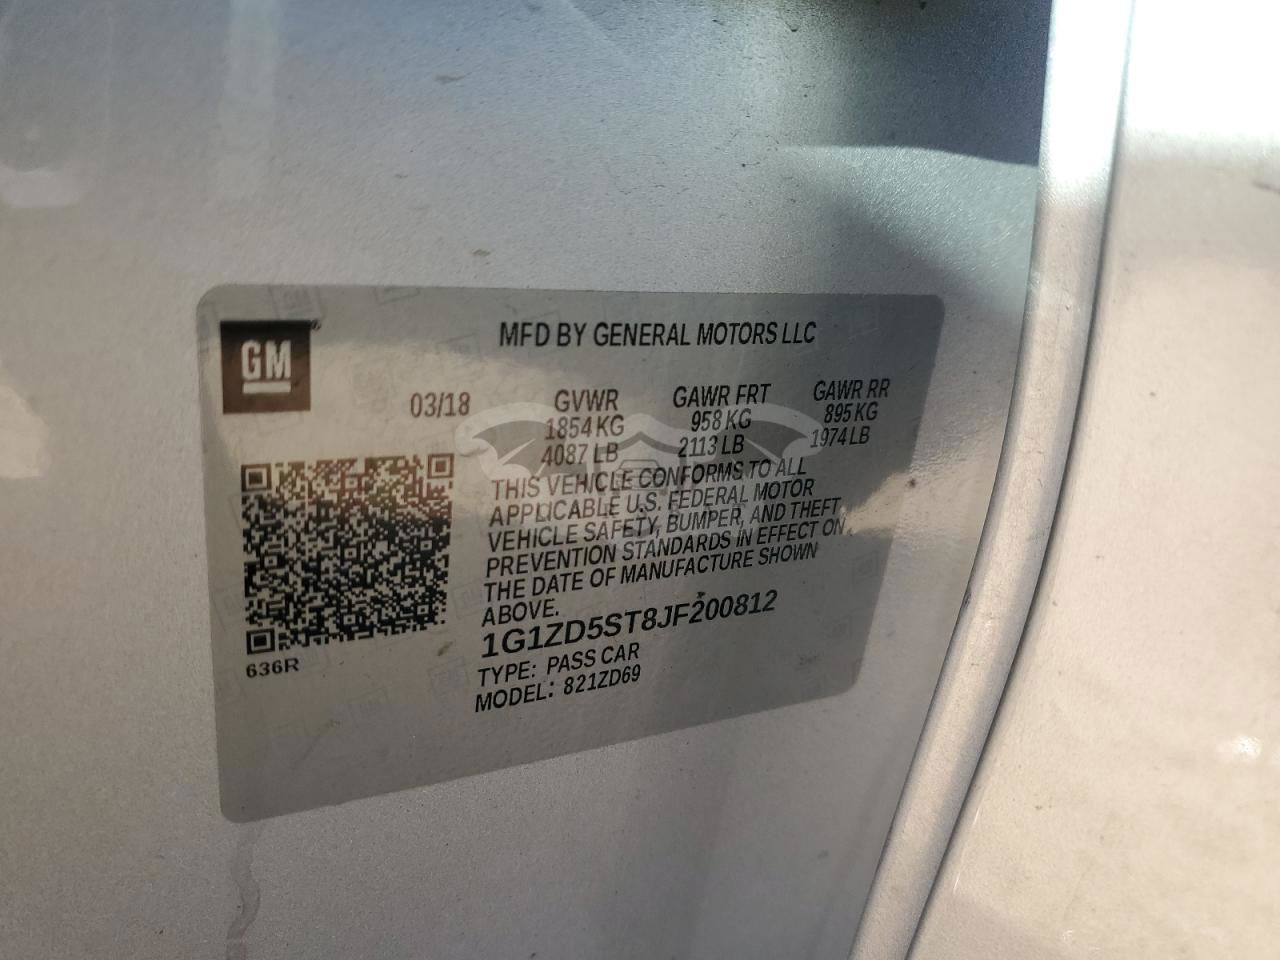 GM
MFD BY GENERAL MOTORS LLC
03/18 GVWR GAWR FRT GAWR RR
1854 KG 958 KG 895 KG
4087 LB 2113 LB 1974 LB
THIS VEHICLE CONFORMS TO ALL
APPLICABLE U.S. FEDERAL MOTOR
VEHICLE SAFETY, BUMPER, AND THEFT
PREVENTION STANDARDS IN EFFECT ON
THE DATE OF MANUFACTURE SHOWN
ABOVE.
1G1ZD5ST8JF200812
TYPE: PASS CAR
MODEL: 821ZD69
636R